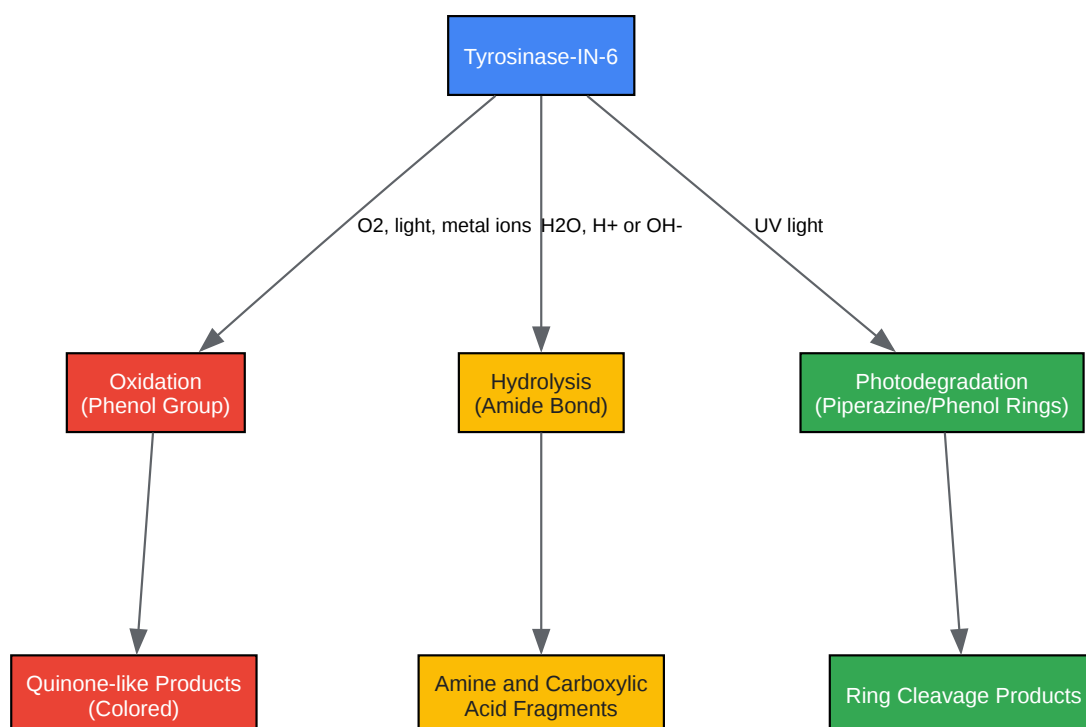 Tyrosinase-IN-6
O2, light, metal ions
H2O, H+ or OH-
UV light
Oxidation
(Phenol Group)
Hydrolysis
(Amide Bond)
Photodegradation
(Piperazine/Phenol Rings)
Quinone-like Products
(Colored)
Amine and Carboxylic
Acid Fragments
Ring Cleavage Products